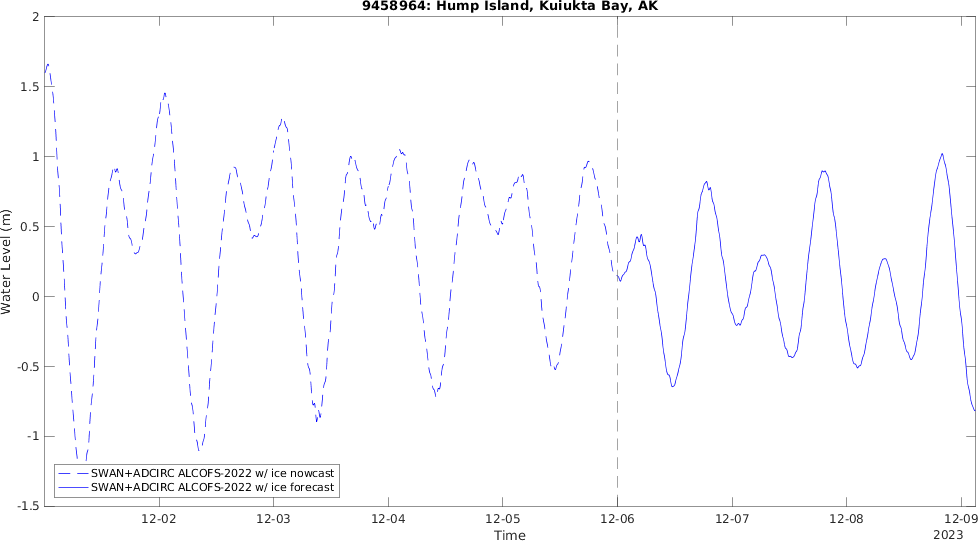 9458964: Hump Island, Kuiukta Bay, AK
2
1.5
1
0.5
0
-0.5
-1
-1.5
Water Level (m)
SWAN+ADCIRC ALCOFS-2022 w/ ice nowcast
SWAN+ADCIRC ALCOFS-2022 w/ ice forecast
12-02 12-03 12-04 12-05 12-06 12-07 12-08 12-09
Time
2023